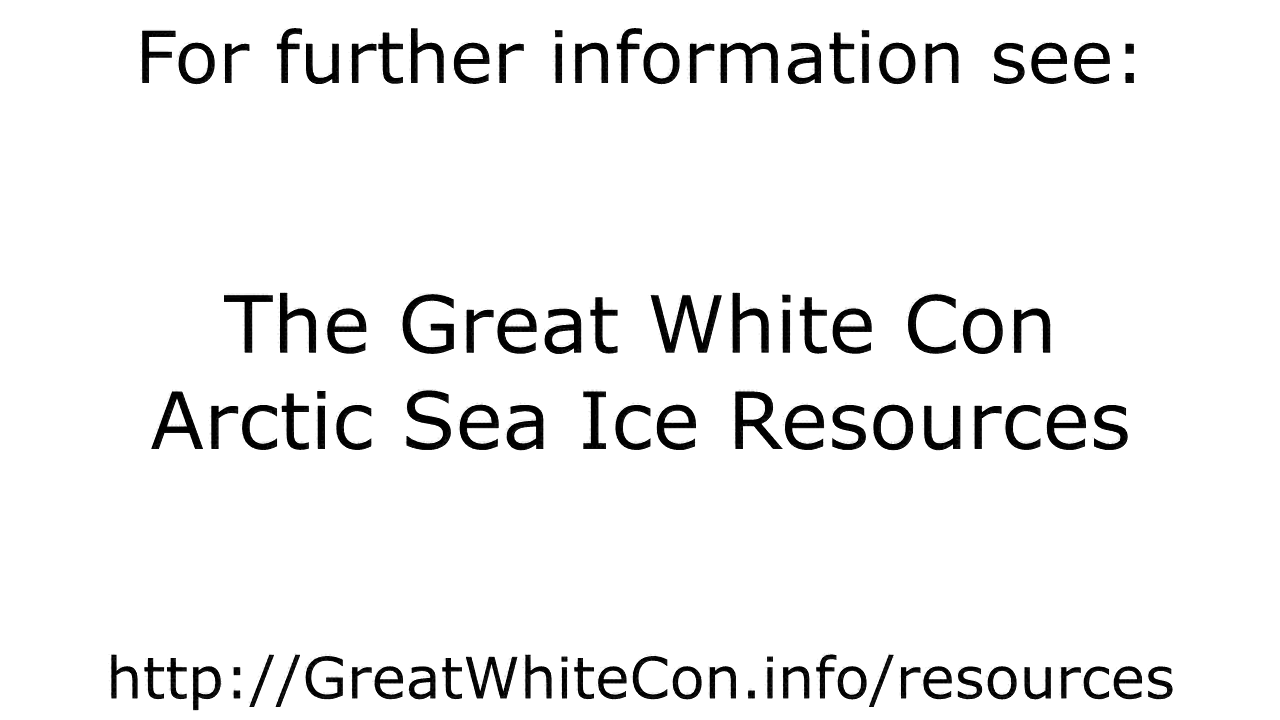 For further information see:
The Great White Con
Arctic Sea Ice Resources
http://GreatWhiteCon.info/resources